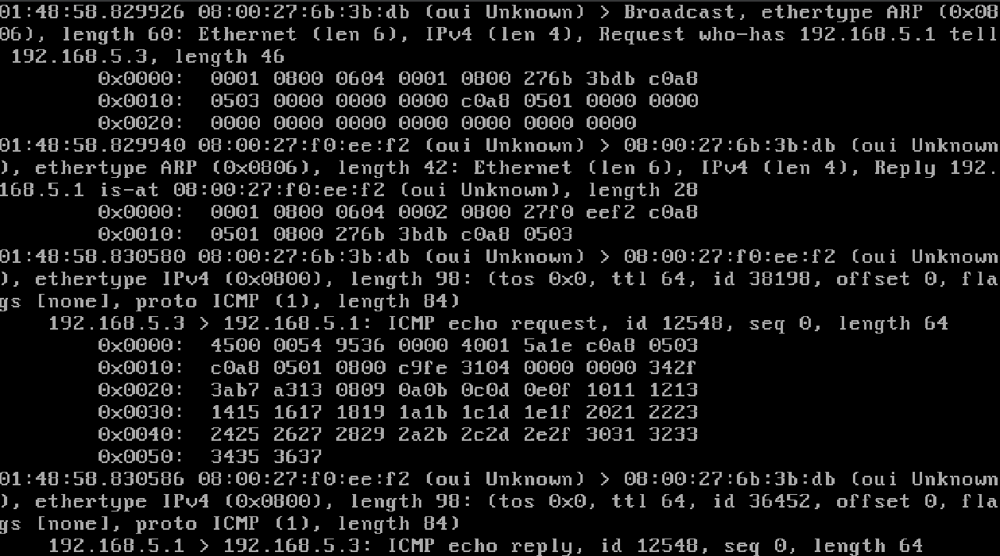 01:48:58.829926 08:00:27:6b:3b:db (oui Unknown) > Broadcast, ethertype ARP (0x08
06), length 60: Ethernet (len 6), IPv4 (len 4), Request who-has 192.168.5.1 tell
 192.168.5.3, length 46
        0x0000:  0001 0800 0604 0001 0800 276b 3bdb c0a8
        0x0010:  0503 0000 0000 0000 c0a8 0501 0000 0000
        0x0020:  0000 0000 0000 0000 0000 0000 0000
01:48:58.829940 08:00:27:f0:ee:f2 (oui Unknown) > 08:00:27:6b:3b:db (oui Unknown
), ethertype ARP (0x0806), length 42: Ethernet (len 6), IPv4 (len 4), Reply 192.
168.5.1 is-at 08:00:27:f0:ee:f2 (oui Unknown), length 28
        0x0000:  0001 0800 0604 0002 0800 27f0 eef2 c0a8
        0x0010:  0501 0800 276b 3bdb c0a8 0503
01:48:58.830580 08:00:27:6b:3b:db (oui Unknown) > 08:00:27:f0:ee:f2 (oui Unknown
), ethertype IPv4 (0x0800), length 98: (tos 0x0, ttl 64, id 38198, offset 0, fla
gs [none], proto ICMP (1), length 84)
    192.168.5.3 > 192.168.5.1: ICMP echo request, id 12548, seq 0, length 64
        0x0000:  4500 0054 9536 0000 4001 5a1e c0a8 0503
        0x0010:  c0a8 0501 0800 c9fe 3104 0000 0000 342f
        0x0020:  3ab7 a313 0809 0a0b 0c0d 0e0f 1011 1213
        0x0030:  1415 1617 1819 1a1b 1c1d 1e1f 2021 2223
        0x0040:  2425 2627 2829 2a2b 2c2d 2e2f 3031 3233
        0x0050:  3435 3637
01:48:58.830586 08:00:27:f0:ee:f2 (oui Unknown) > 08:00:27:6b:3b:db (oui Unknown
), ethertype IPv4 (0x0800), length 98: (tos 0x0, ttl 64, id 36452, offset 0, fla
gs [none], proto ICMP (1), length 84)
    192.168.5.1 > 192.168.5.3: ICMP echo reply, id 12548, seq 0, length 64